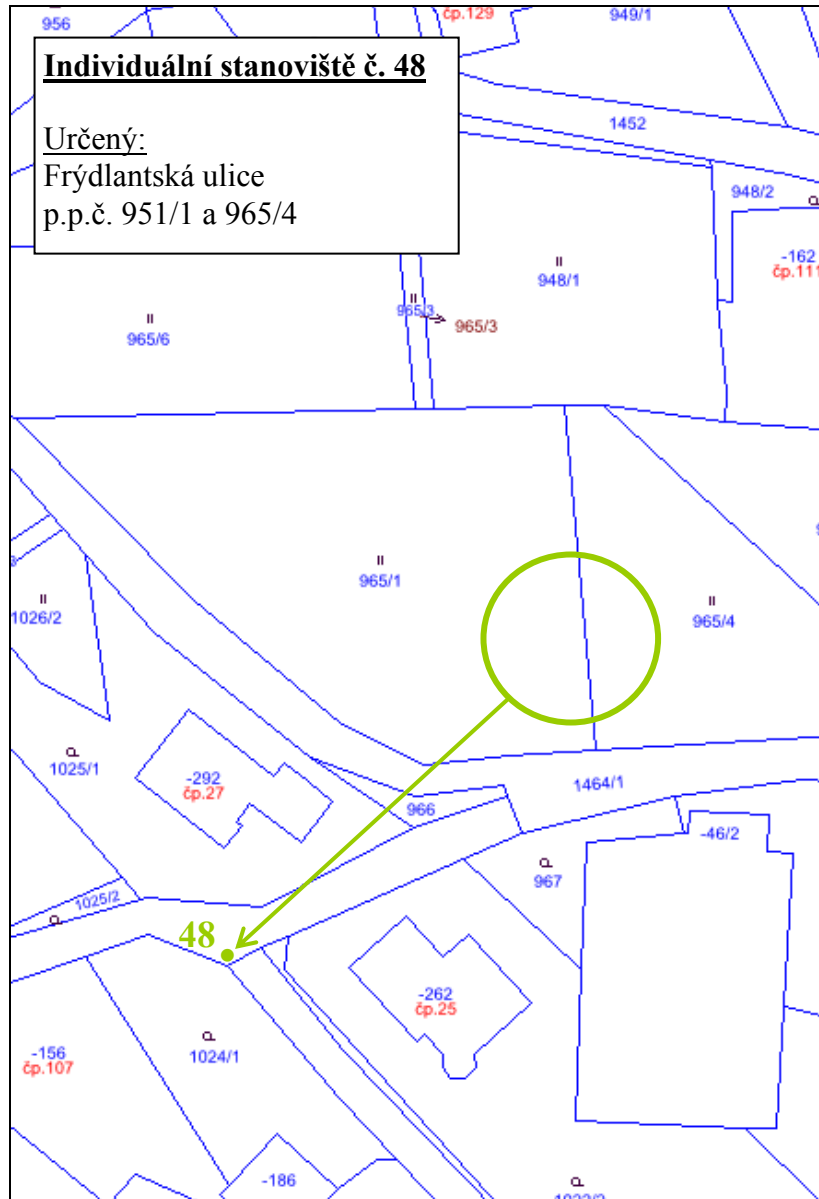 956
čp.129
949/1
Individuální stanoviště č. 48
Určený:
Frýdlantská ulice
p.p.č. 951/1 a 965/4
1452
948/2
-162
čp.111
948/1
965/3
965/3
965/6
965/1
965/4
1026/2
1025/1
-292
čp.27
966
1464/1
-46/2
967
1025/2
48
-262
čp.25
-156
čp.107
1024/1
-186